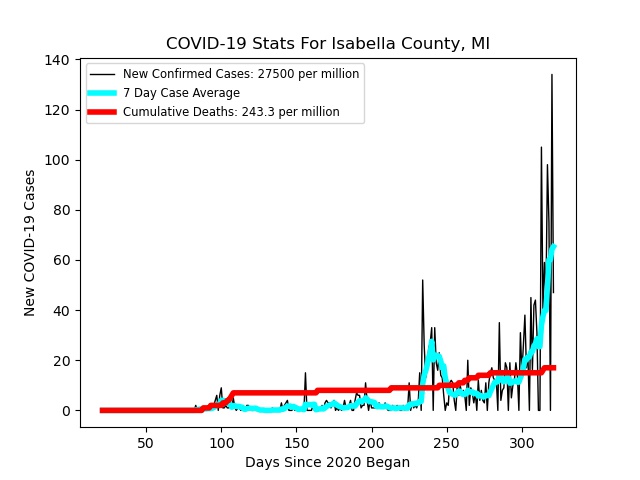 COVID-19 Stats For Isabella County, MI
New Confirmed Cases: 27500 per million
7 Day Case Average
Cumulative Deaths: 243.3 per million
140
120
100
80
60
40
20
0
New COVID-19 Cases
50 100 150 200 250 300
Days Since 2020 Began